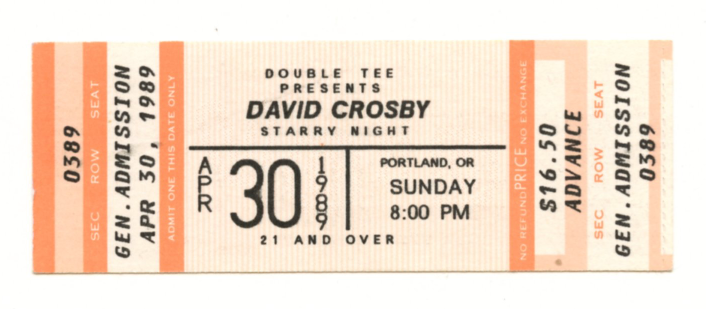 0389
SEC ROW SEAT
GEN. ADMISSION
APR 30, 1989
ADMIT ONE THIS DATE ONLY
DOUBLE TEE
PRESENTS
DAVID CROSBY
STARRY NIGHT
APR 30 1989
PORTLAND, OR
SUNDAY
8:00 PM
21 AND OVER
NO REFUND PRICE NO EXCHANGE
$16.50
ADVANCE
SEC ROW SEAT
GEN. ADMISSION
0389